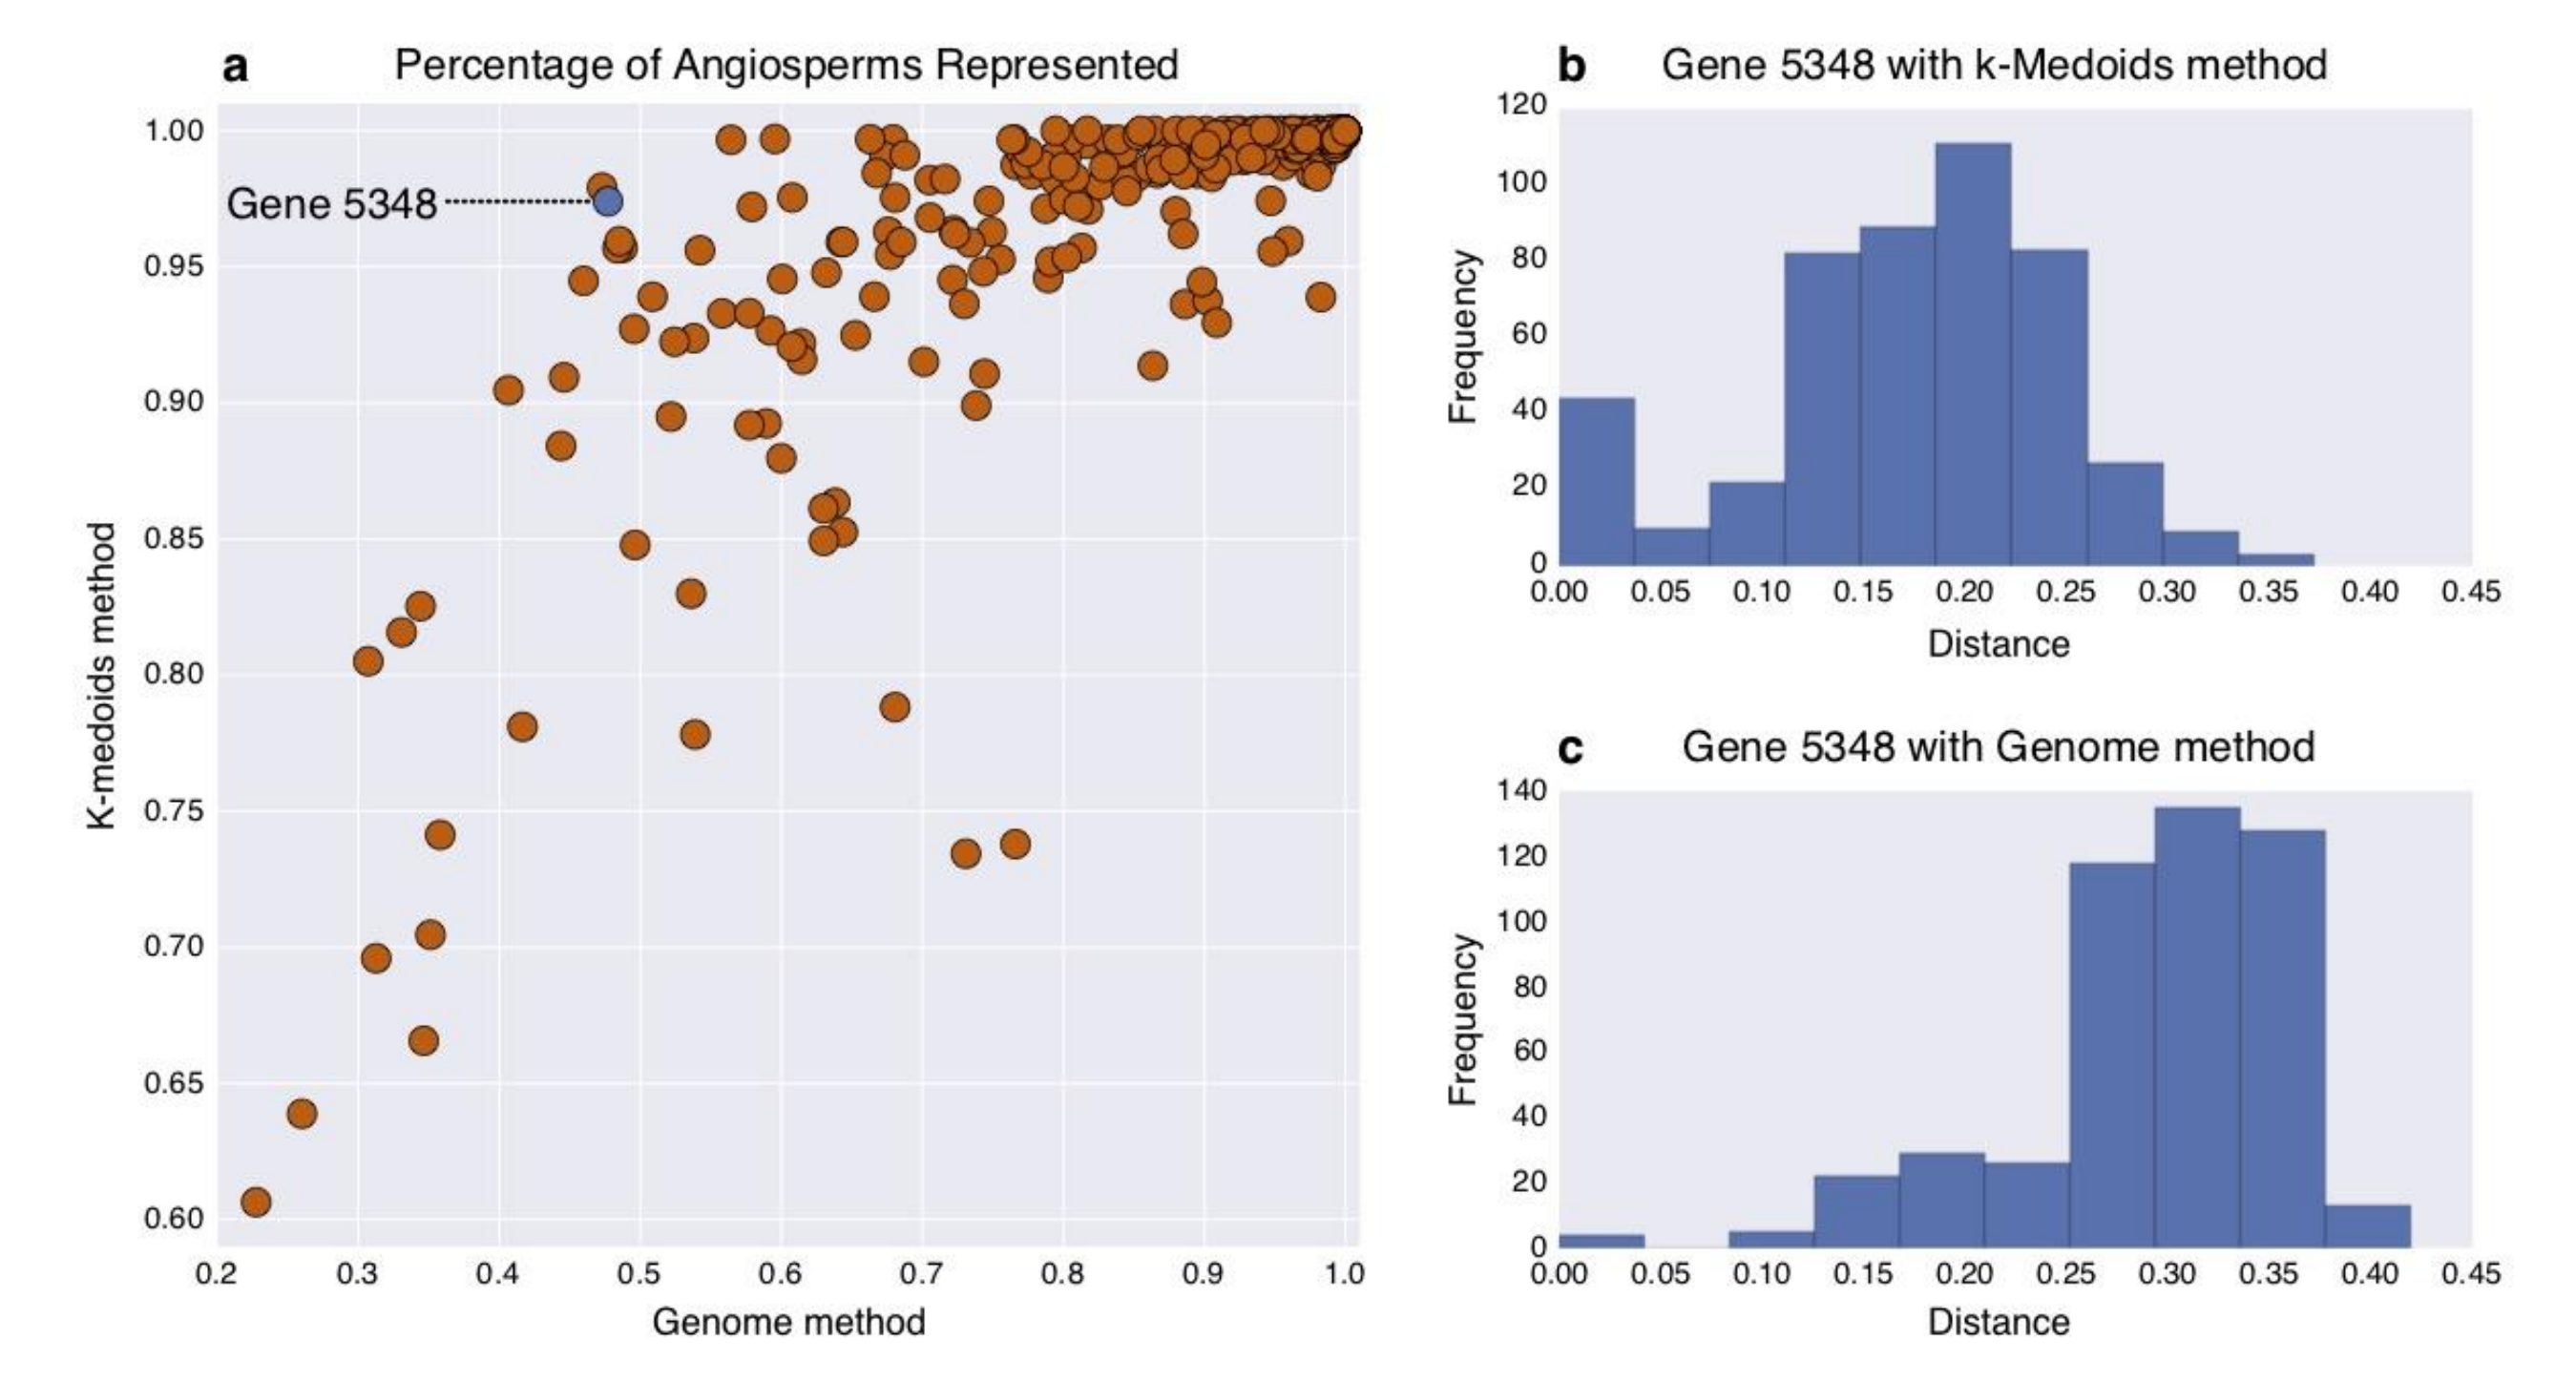 a Percentage of Angiosperms Represented
K-medoids method
1.00
0.95
0.90
0.85
0.80
0.75
0.70
0.65
0.60
Gene 5348
0.2 0.3 0.4 0.5 0.6 0.7 0.8 0.9 1.0
Genome method
b Gene 5348 with k-Medoids method
Frequency
120
100
80
60
40
20
0
0.00 0.05 0.10 0.15 0.20 0.25 0.30 0.35 0.40 0.45
Distance
c Gene 5348 with Genome method
Frequency
140
120
100
80
60
40
20
0
0.00 0.05 0.10 0.15 0.20 0.25 0.30 0.35 0.40 0.45
Distance